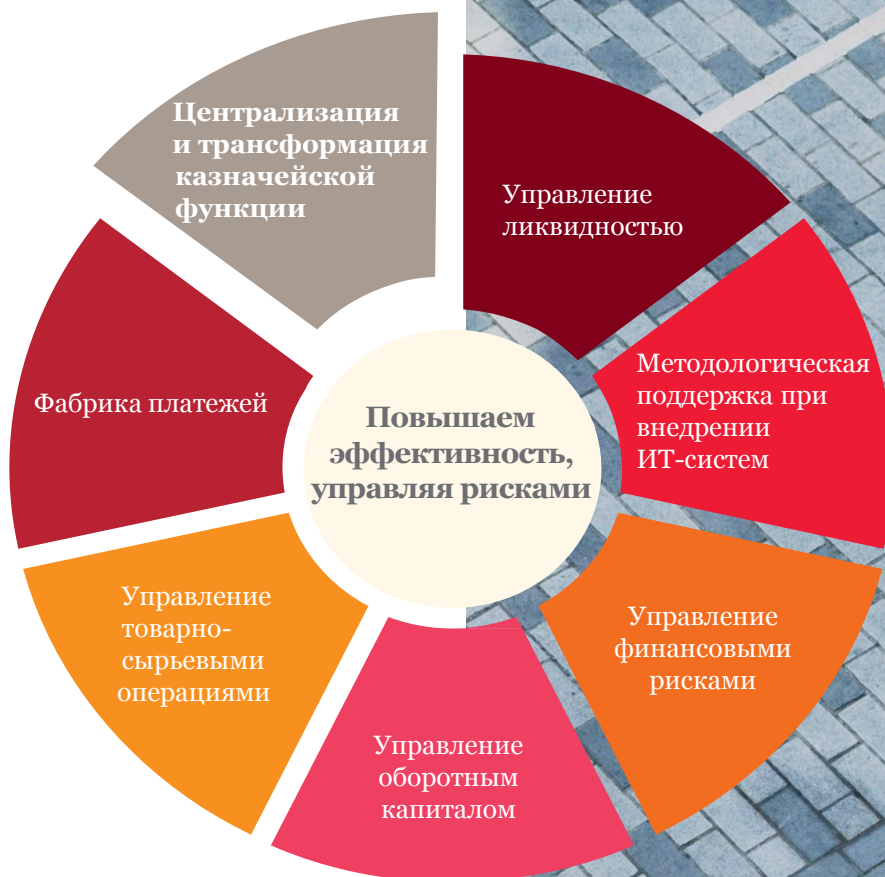 Централизация
и трансформация
казначейской
функции
Управление
ликвидностью
Методологическая
поддержка при
внедрении
ИТ-систем
Управление
финансовыми
рисками
Управление
оборотным
капиталом
Управление
товарно-
сырьевыми
операциями
Фабрика платежей
Повышаем
эффективность,
управляя рисками